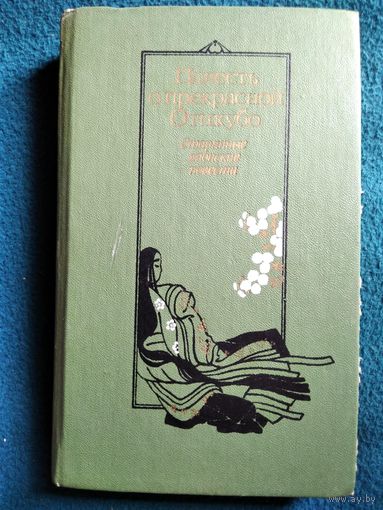 Повесть
о прекрасной
Отикубо
Старинные
японские
повести
www.ay.by